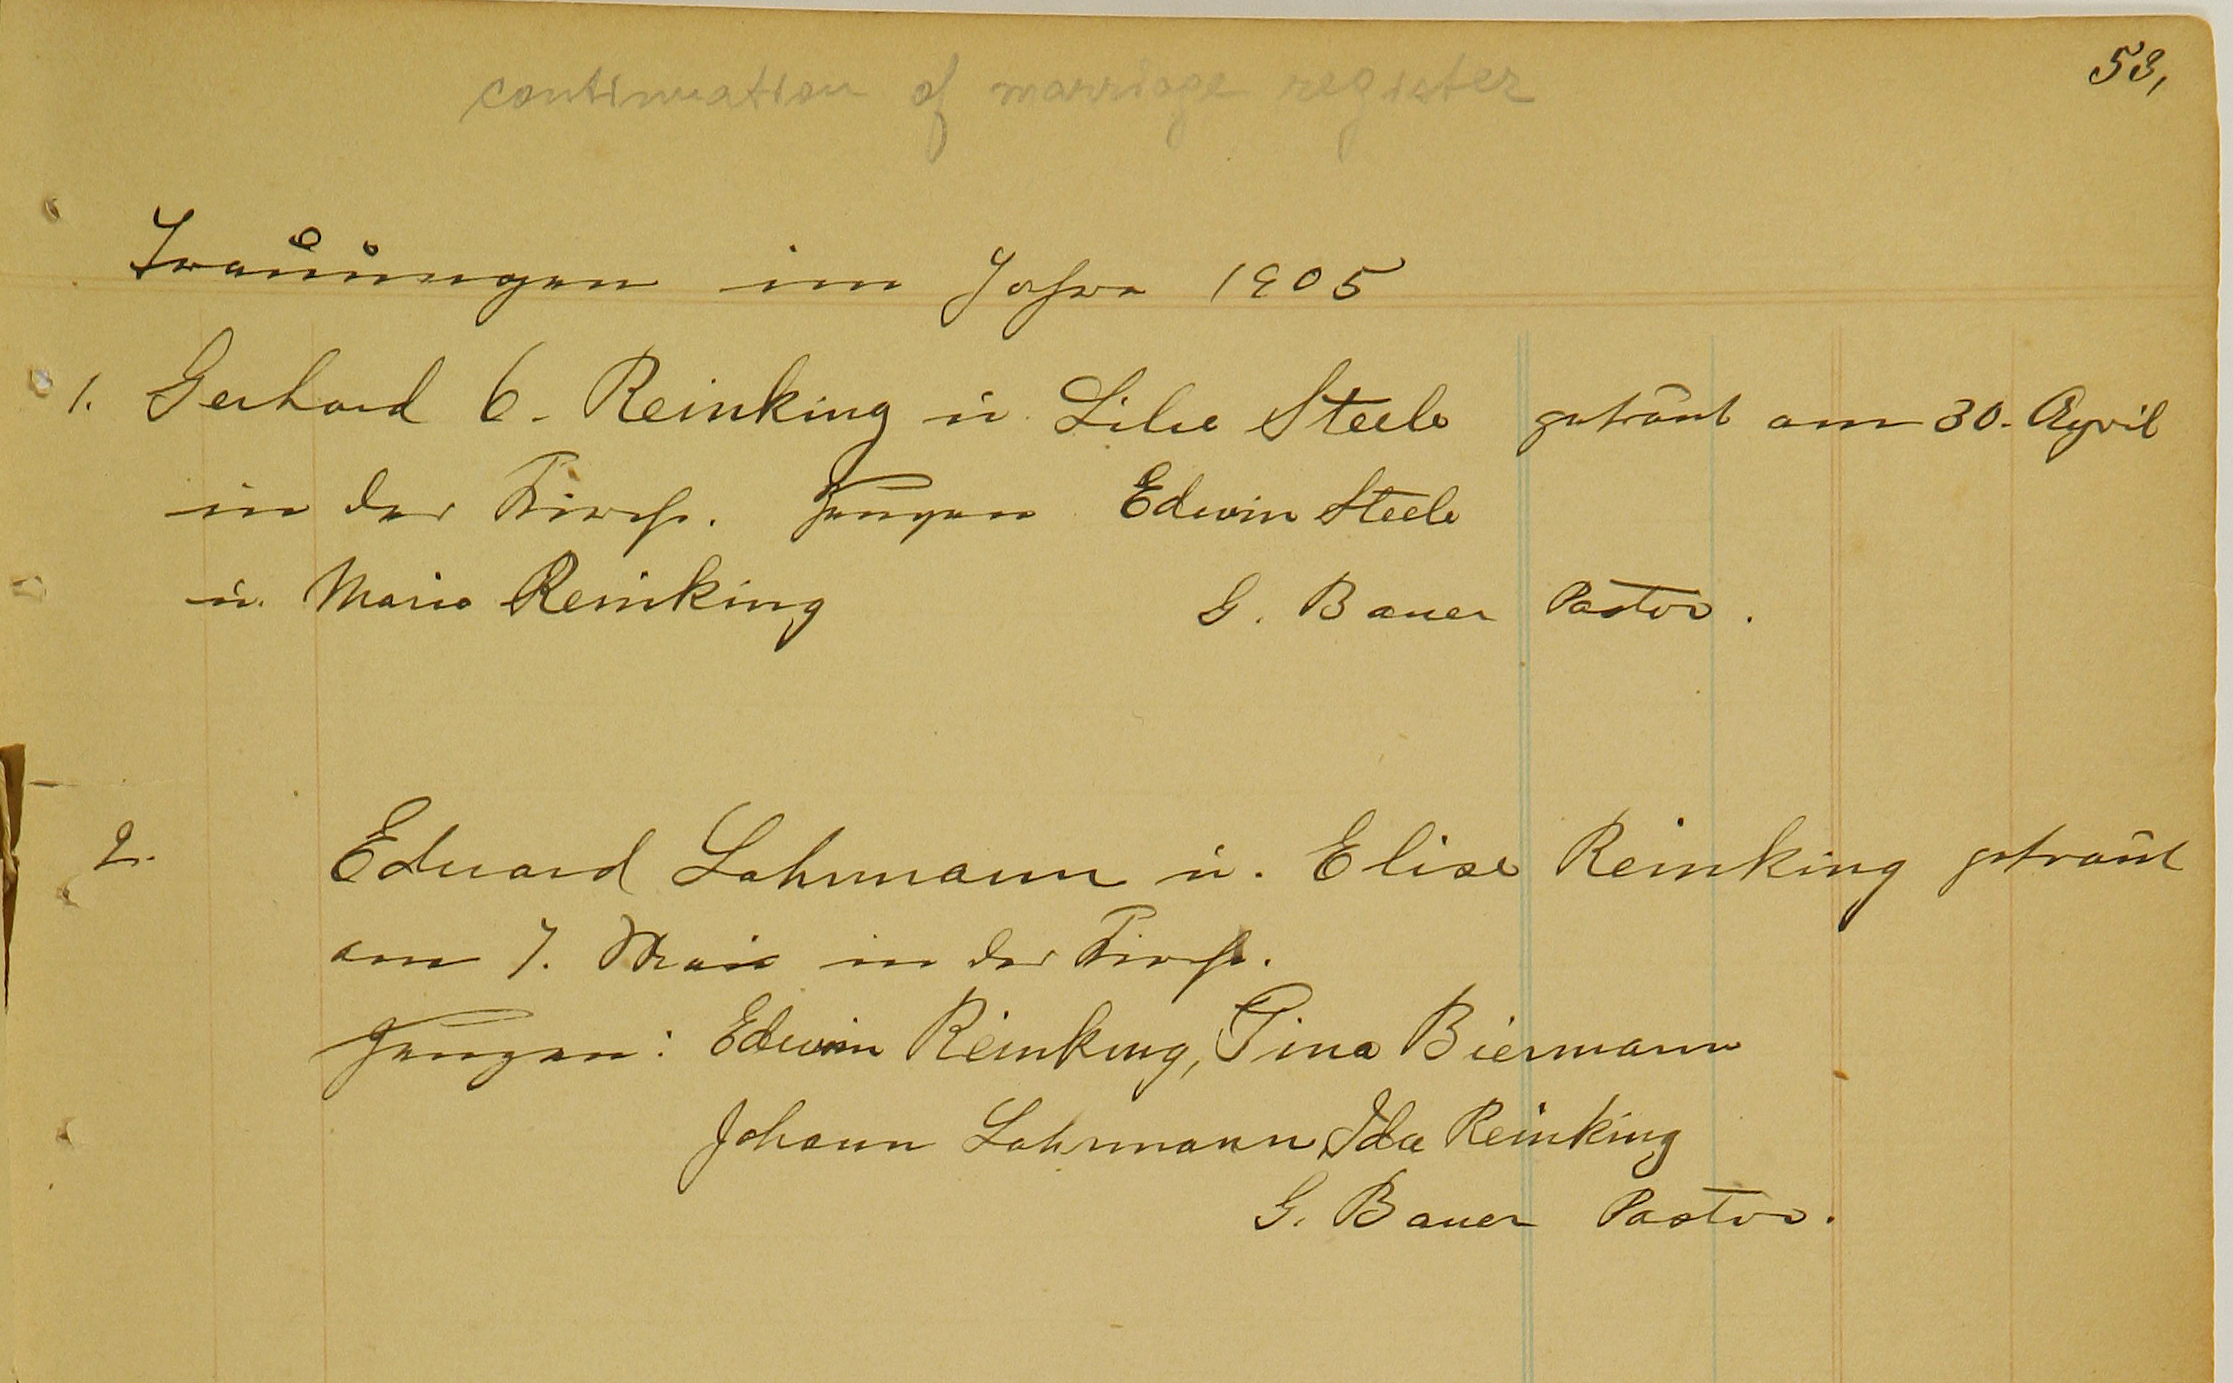 53,
continuation of marriage register
Trauungen im Jahre 1905
1. Gerhard C. Reinking u. Lilie Steele getraut am 30. April
in der Kirche. Zeugen Edwin Steele
u. Marie Reinking G. Bauer Pastor.
2. Eduard Lahrmann u. Elise Reinking getraut
am 7. Mai in der Kirche.
Zeugen: Edwin Reinking, Tina Biermann
Johann Lahrmann, Ida Reinking
G. Bauer Pastor.